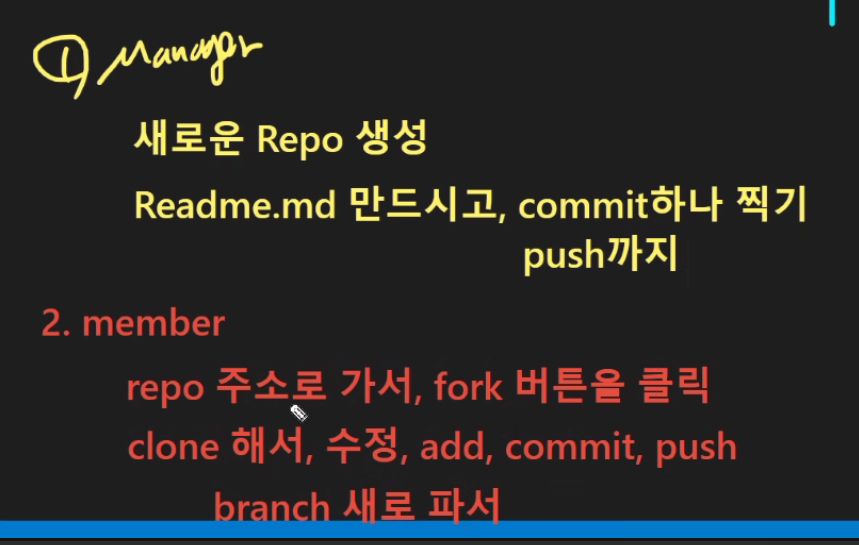 ① Manager
새로운 Repo 생성
Readme.md 만드시고, commit하나 찍기
push까지
2. member
repo 주소로 가서, fork 버튼을 클릭
clone 해서, 수정, add, commit, push
branch 새로 파서